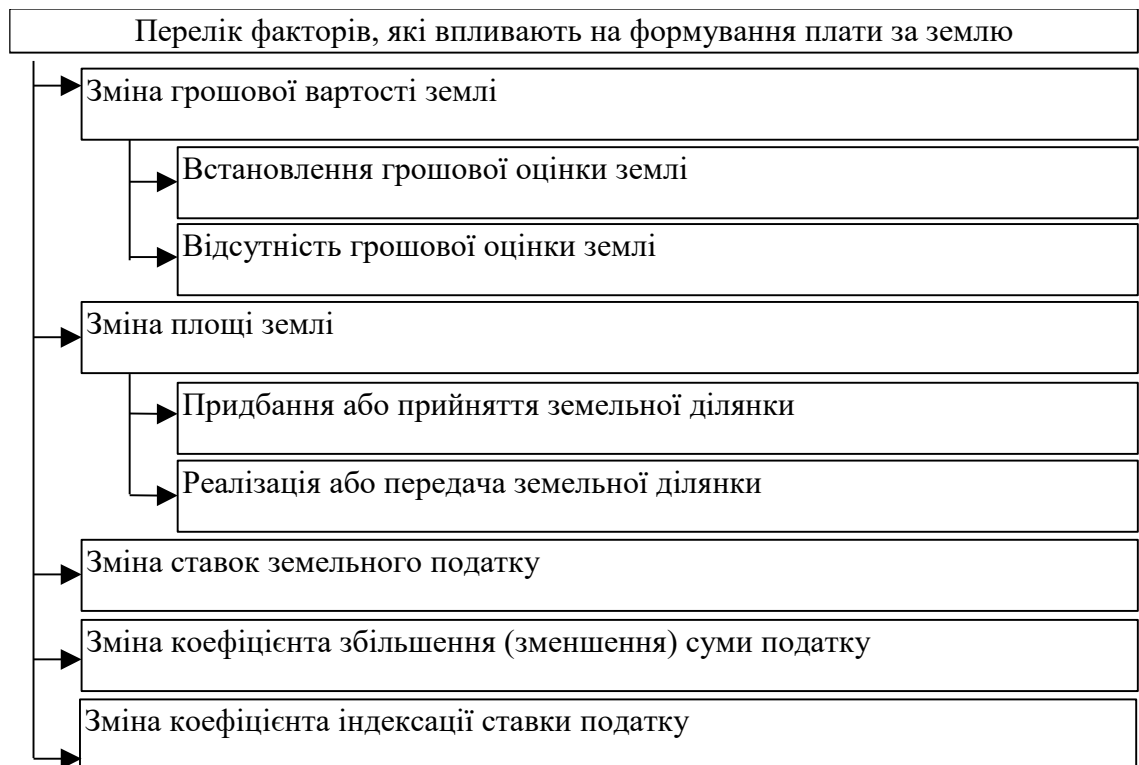 Перелік факторів, які впливають на формування плати за землю
Зміна грошової вартості землі
Встановлення грошової оцінки землі
Відсутність грошової оцінки землі
Зміна площі землі
Придбання або прийняття земельної ділянки
Реалізація або передача земельної ділянки
Зміна ставок земельного податку
Зміна коефіцієнта збільшення (зменшення) суми податку
Зміна коефіцієнта індексації ставки податку